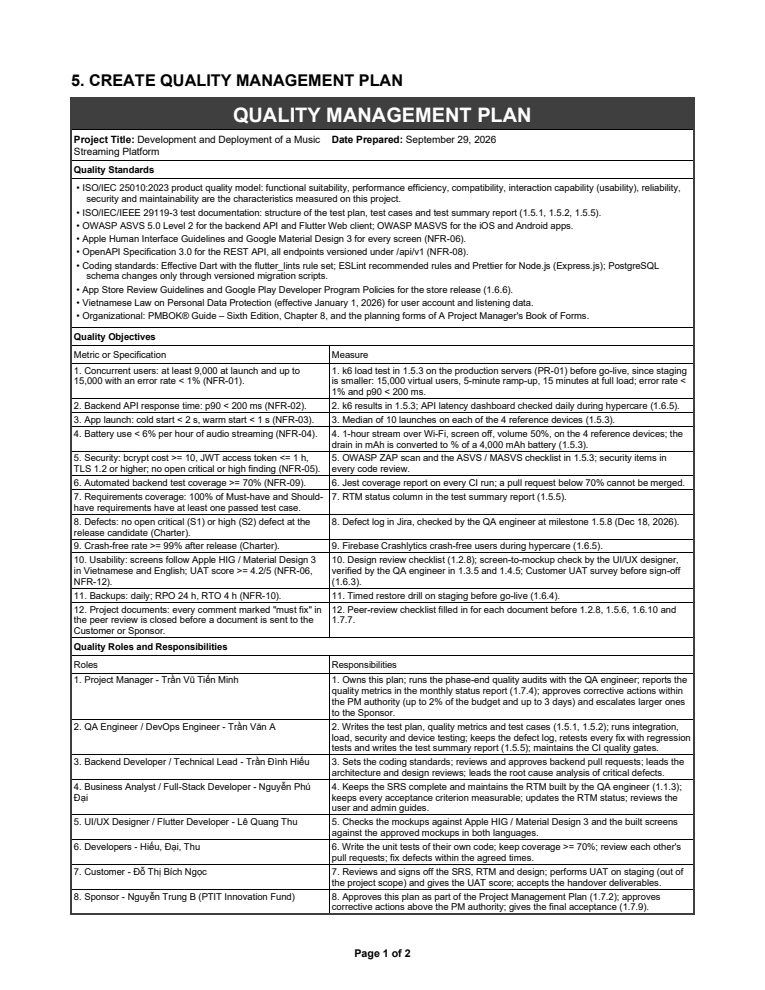 5. CREATE QUALITY MANAGEMENT PLAN
QUALITY MANAGEMENT PLAN
Project Title: Development and Deployment of a Music
Streaming Platform
Date Prepared: September 29, 2026
Quality Standards
• ISO/IEC 25010:2023 product quality model: functional suitability, performance efficiency, compatibility, interaction capability (usability), reliability,
security and maintainability are the characteristics measured on this project.
• ISO/IEC/IEEE 29119-3 test documentation: structure of the test plan, test cases and test summary report (1.5.1, 1.5.2, 1.5.5).
• OWASP ASVS 5.0 Level 2 for the backend API and Flutter Web client; OWASP MASVS for the iOS and Android apps.
• Apple Human Interface Guidelines and Google Material Design 3 for every screen (NFR-06).
• OpenAPI Specification 3.0 for the REST API, all endpoints versioned under /api/v1 (NFR-08).
• Coding standards: Effective Dart with the flutter_lints rule set; ESLint recommended rules and Prettier for Node.js (Express.js); PostgreSQL
schema changes only through versioned migration scripts.
• App Store Review Guidelines and Google Play Developer Program Policies for the store release (1.6.6).
• Vietnamese Law on Personal Data Protection (effective January 1, 2026) for user account and listening data.
• Organizational: PMBOK® Guide – Sixth Edition, Chapter 8, and the planning forms of A Project Manager's Book of Forms.
Quality Objectives
Metric or Specification
Measure
1. Concurrent users: at least 9,000 at launch and up to
15,000 with an error rate < 1% (NFR-01).
1. k6 load test in 1.5.3 on the production servers (PR-01) before go-live, since staging
is smaller: 15,000 virtual users, 5-minute ramp-up, 15 minutes at full load; error rate <
1% and p90 < 200 ms.
2. Backend API response time: p90 < 200 ms (NFR-02).
2. k6 results in 1.5.3; API latency dashboard checked daily during hypercare (1.6.5).
3. App launch: cold start < 2 s, warm start < 1 s (NFR-03).
3. Median of 10 launches on each of the 4 reference devices (1.5.3).
4. Battery use < 6% per hour of audio streaming (NFR-04).
4. 1-hour stream over Wi-Fi, screen off, volume 50%, on the 4 reference devices; the
drain in mAh is converted to % of a 4,000 mAh battery (1.5.3).
5. Security: bcrypt cost >= 10, JWT access token <= 1 h,
TLS 1.2 or higher; no open critical or high finding (NFR-05).
5. OWASP ZAP scan and the ASVS / MASVS checklist in 1.5.3; security items in
every code review.
6. Automated backend test coverage >= 70% (NFR-09).
6. Jest coverage report on every CI run; a pull request below 70% cannot be merged.
7. Requirements coverage: 100% of Must-have and Should-
have requirements have at least one passed test case.
7. RTM status column in the test summary report (1.5.5).
8. Defects: no open critical (S1) or high (S2) defect at the
release candidate (Charter).
8. Defect log in Jira, checked by the QA engineer at milestone 1.5.8 (Dec 18, 2026).
9. Crash-free rate >= 99% after release (Charter).
9. Firebase Crashlytics crash-free users during hypercare (1.6.5).
10. Usability: screens follow Apple HIG / Material Design 3
in Vietnamese and English; UAT score >= 4.2/5 (NFR-06,
NFR-12).
10. Design review checklist (1.2.8); screen-to-mockup check by the UI/UX designer,
verified by the QA engineer in 1.3.5 and 1.4.5; Customer UAT survey before sign-off
(1.6.3).
11. Backups: daily; RPO 24 h, RTO 4 h (NFR-10).
11. Timed restore drill on staging before go-live (1.6.4).
12. Project documents: every comment marked "must fix" in
the peer review is closed before a document is sent to the
Customer or Sponsor.
12. Peer-review checklist filled in for each document before 1.2.8, 1.5.6, 1.6.10 and
1.7.7.
Quality Roles and Responsibilities
Roles
Responsibilities
1. Project Manager - Trần Vũ Tiến Minh
1. Owns this plan; runs the phase-end quality audits with the QA engineer; reports the
quality metrics in the monthly status report (1.7.4); approves corrective actions within
the PM authority (up to 2% of the budget and up to 3 days) and escalates larger ones
to the Sponsor.
2. QA Engineer / DevOps Engineer - Trần Văn A
2. Writes the test plan, quality metrics and test cases (1.5.1, 1.5.2); runs integration,
load, security and device testing; keeps the defect log, retests every fix with regression
tests and writes the test summary report (1.5.5); maintains the CI quality gates.
3. Backend Developer / Technical Lead - Trần Đình Hiếu
3. Sets the coding standards; reviews and approves backend pull requests; leads the
architecture and design reviews; leads the root cause analysis of critical defects.
4. Business Analyst / Full-Stack Developer - Nguyễn Phú
Đại
4. Keeps the SRS complete and maintains the RTM built by the QA engineer (1.1.3);
keeps every acceptance criterion measurable; updates the RTM status; reviews the
user and admin guides.
5. UI/UX Designer / Flutter Developer - Lê Quang Thu
5. Checks the mockups against Apple HIG / Material Design 3 and the built screens
against the approved mockups in both languages.
6. Developers - Hiếu, Đại, Thu
6. Write the unit tests of their own code; keep coverage >= 70%; review each other's
pull requests; fix defects within the agreed times.
7. Customer - Đỗ Thị Bích Ngọc
7. Reviews and signs off the SRS, RTM and design; performs UAT on staging (out of
the project scope) and gives the UAT score; accepts the handover deliverables.
8. Sponsor - Nguyễn Trung B (PTIT Innovation Fund)
8. Approves this plan as part of the Project Management Plan (1.7.2); approves
corrective actions above the PM authority; gives the final acceptance (1.7.9).
Page 1 of 2